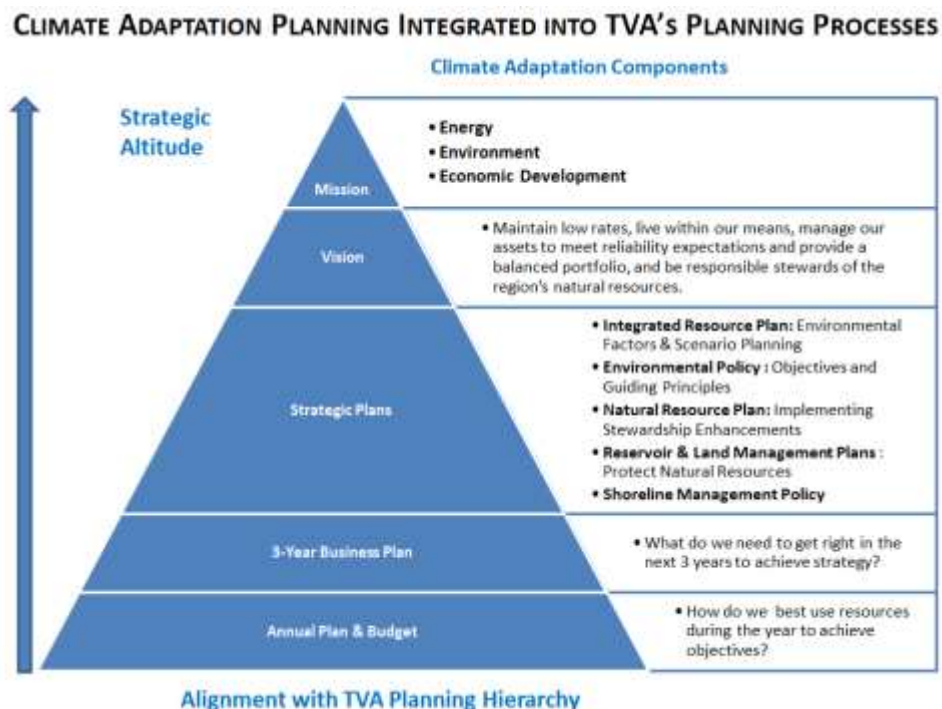 CLIMATE ADAPTATION PLANNING INTEGRATED INTO TVA'S PLANNING PROCESSES
Climate Adaptation Components
Strategic
Altitude
Mission
• Energy
• Environment
• Economic Development
Vision
• Maintain low rates, live within our means, manage our
assets to meet reliability expectations and provide a
balanced portfolio, and be responsible stewards of the
region's natural resources.
Strategic Plans
• Integrated Resource Plan: Environmental
Factors & Scenario Planning
• Environmental Policy : Objectives and
Guiding Principles
• Natural Resource Plan: Implementing
Stewardship Enhancements
• Reservoir & Land Management Plans :
Protect Natural Resources
• Shoreline Management Policy
3-Year Business Plan
• What do we need to get right in the
next 3 years to achieve strategy?
Annual Plan & Budget
• How do we best use resources
during the year to achieve
objectives?
Alignment with TVA Planning Hierarchy